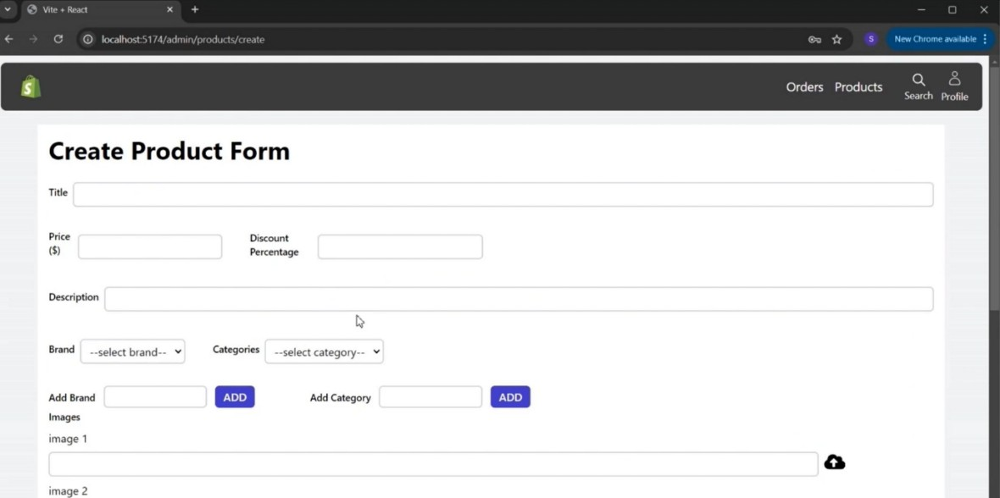 Vite + React
localhost:5174/admin/products/create
S
New Chrome available
S
Orders Products Search Profile
Create Product Form
Title
Price
($)
Discount
Percentage
Description
Brand --select brand-- Categories --select category--
Add Brand ADD Add Category ADD
Images
image 1
image 2